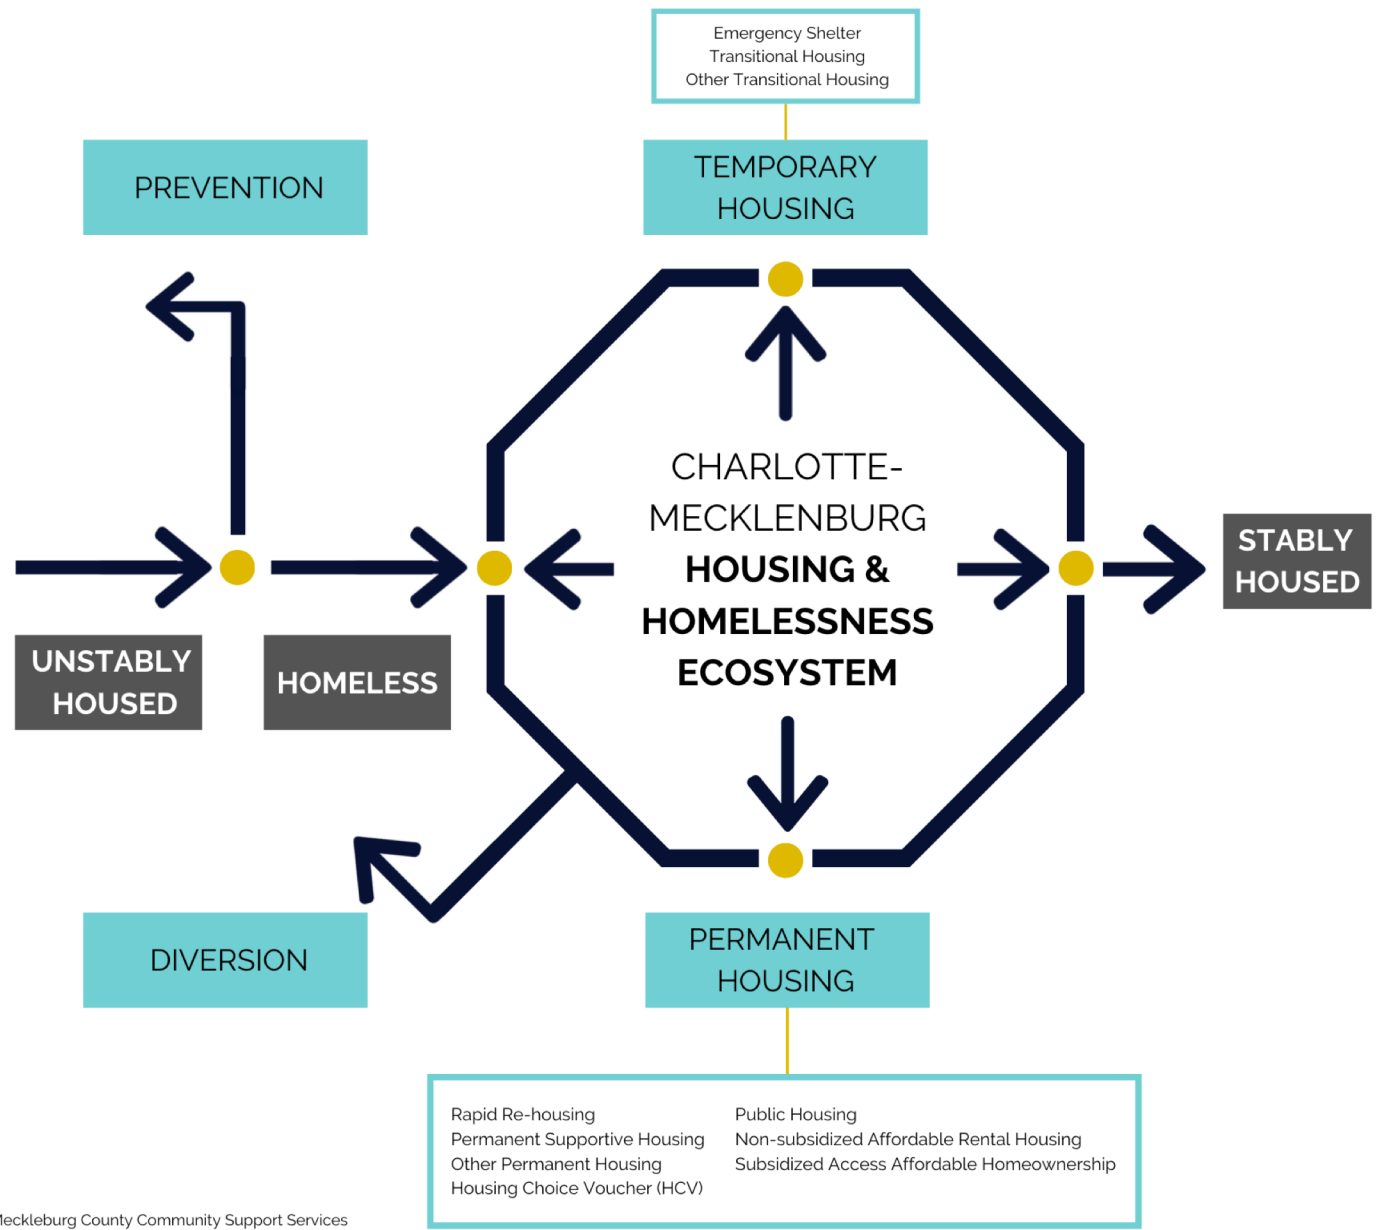 Emergency Shelter
Transitional Housing
Other Transitional Housing
PREVENTION
TEMPORARY
HOUSING
CHARLOTTE-
MECKLENBURG
HOUSING &
HOMELESSNESS
ECOSYSTEM
STABLY
HOUSED
UNSTABLY
HOUSED
HOMELESS
DIVERSION
PERMANENT
HOUSING
Rapid Re-housing
Permanent Supportive Housing
Other Permanent Housing
Housing Choice Voucher (HCV)
Public Housing
Non-subsidized Affordable Rental Housing
Subsidized Access Affordable Homeownership
Meckleburg County Community Support Services